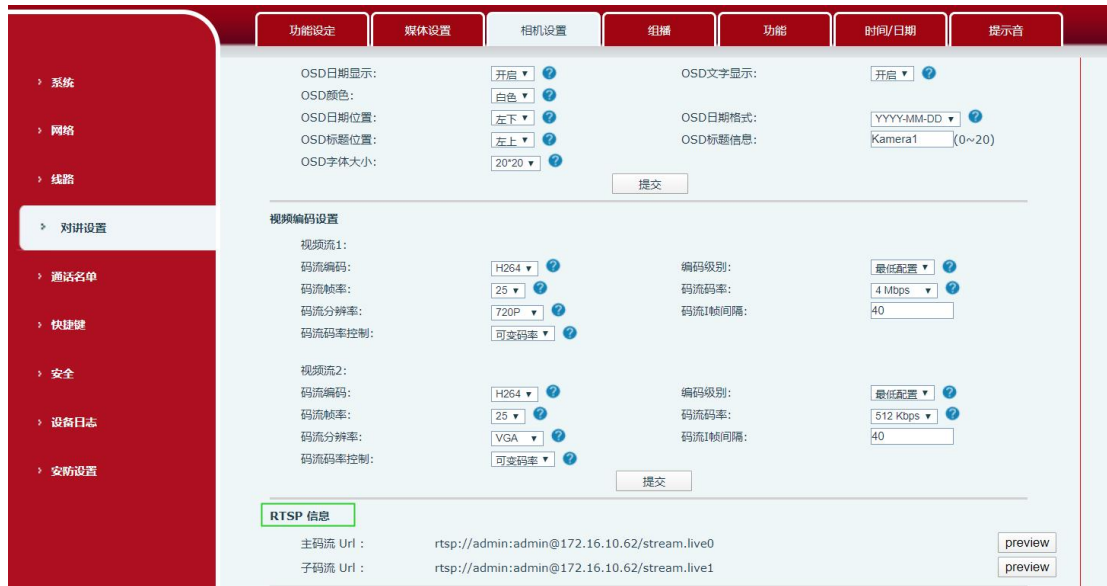 功能设定 媒体设置 相机设置 组播 功能 时间/日期 提示音
系统
网络
线路
对讲设置
通话名单
快捷键
安全
设备日志
安防设置
OSD日期显示: 开启 OSD文字显示: 开启
OSD颜色: 白色
OSD日期位置: 左下 OSD日期格式: YYYY-MM-DD
OSD标题位置: 左上 OSD标题信息: Kamera1 (0~20)
OSD字体大小: 20*20
提交
视频编码设置
视频流1:
码流编码: H264 编码级别: 最低配置
码流帧率: 25 码流码率: 4 Mbps
码流分辨率: 720P 码流I帧间隔: 40
码流码率控制: 可变码率
视频流2:
码流编码: H264 编码级别: 最低配置
码流帧率: 25 码流码率: 512 Kbps
码流分辨率: VGA 码流I帧间隔: 40
码流码率控制: 可变码率
提交
RTSP 信息
主码流 Url : rtsp://admin:admin@172.16.10.62/stream.live0 preview
子码流 Url : rtsp://admin:admin@172.16.10.62/stream.live1 preview